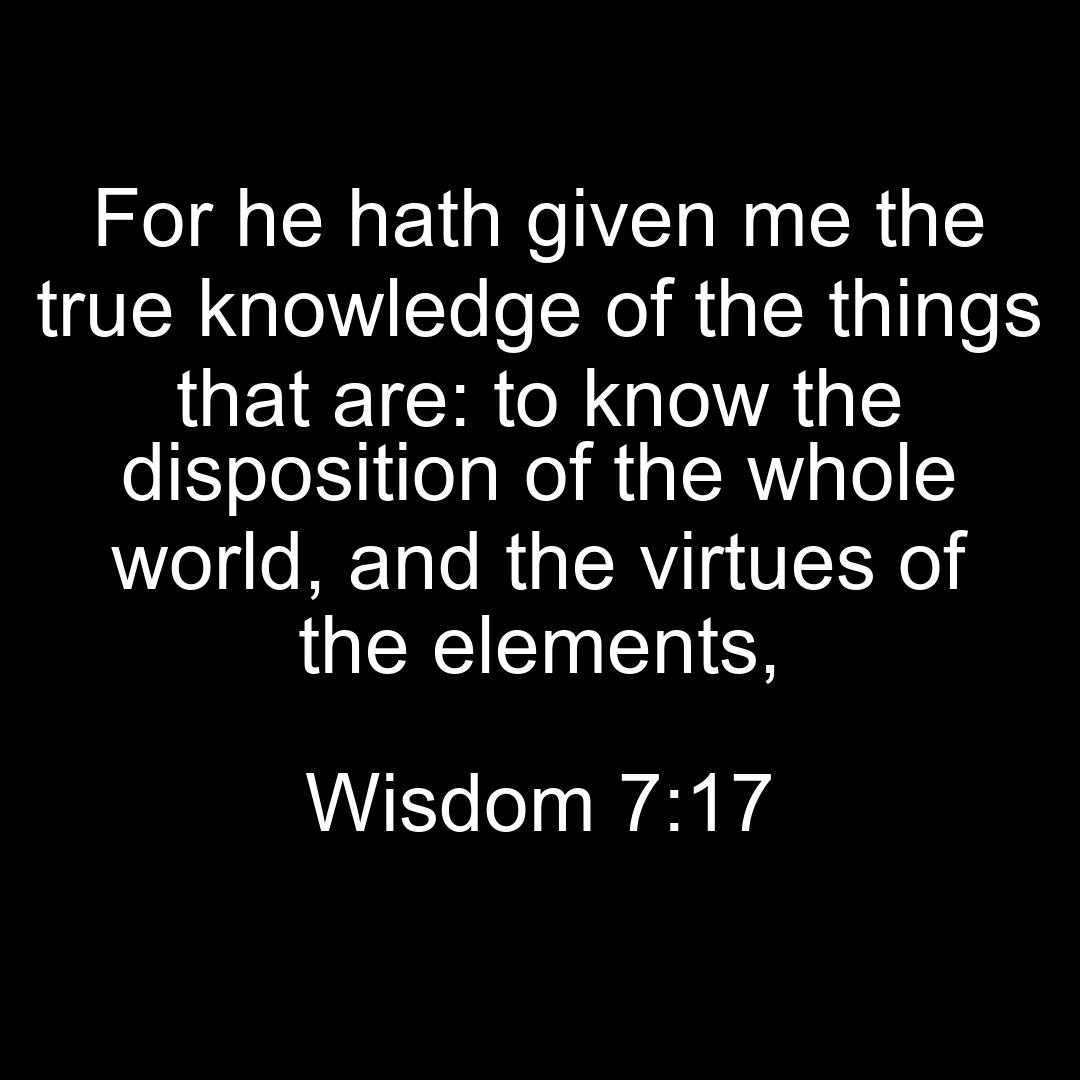 For he hath given me the
true knowledge of the things
that are: to know the
disposition of the whole
world, and the virtues of
the elements,
Wisdom 7:17